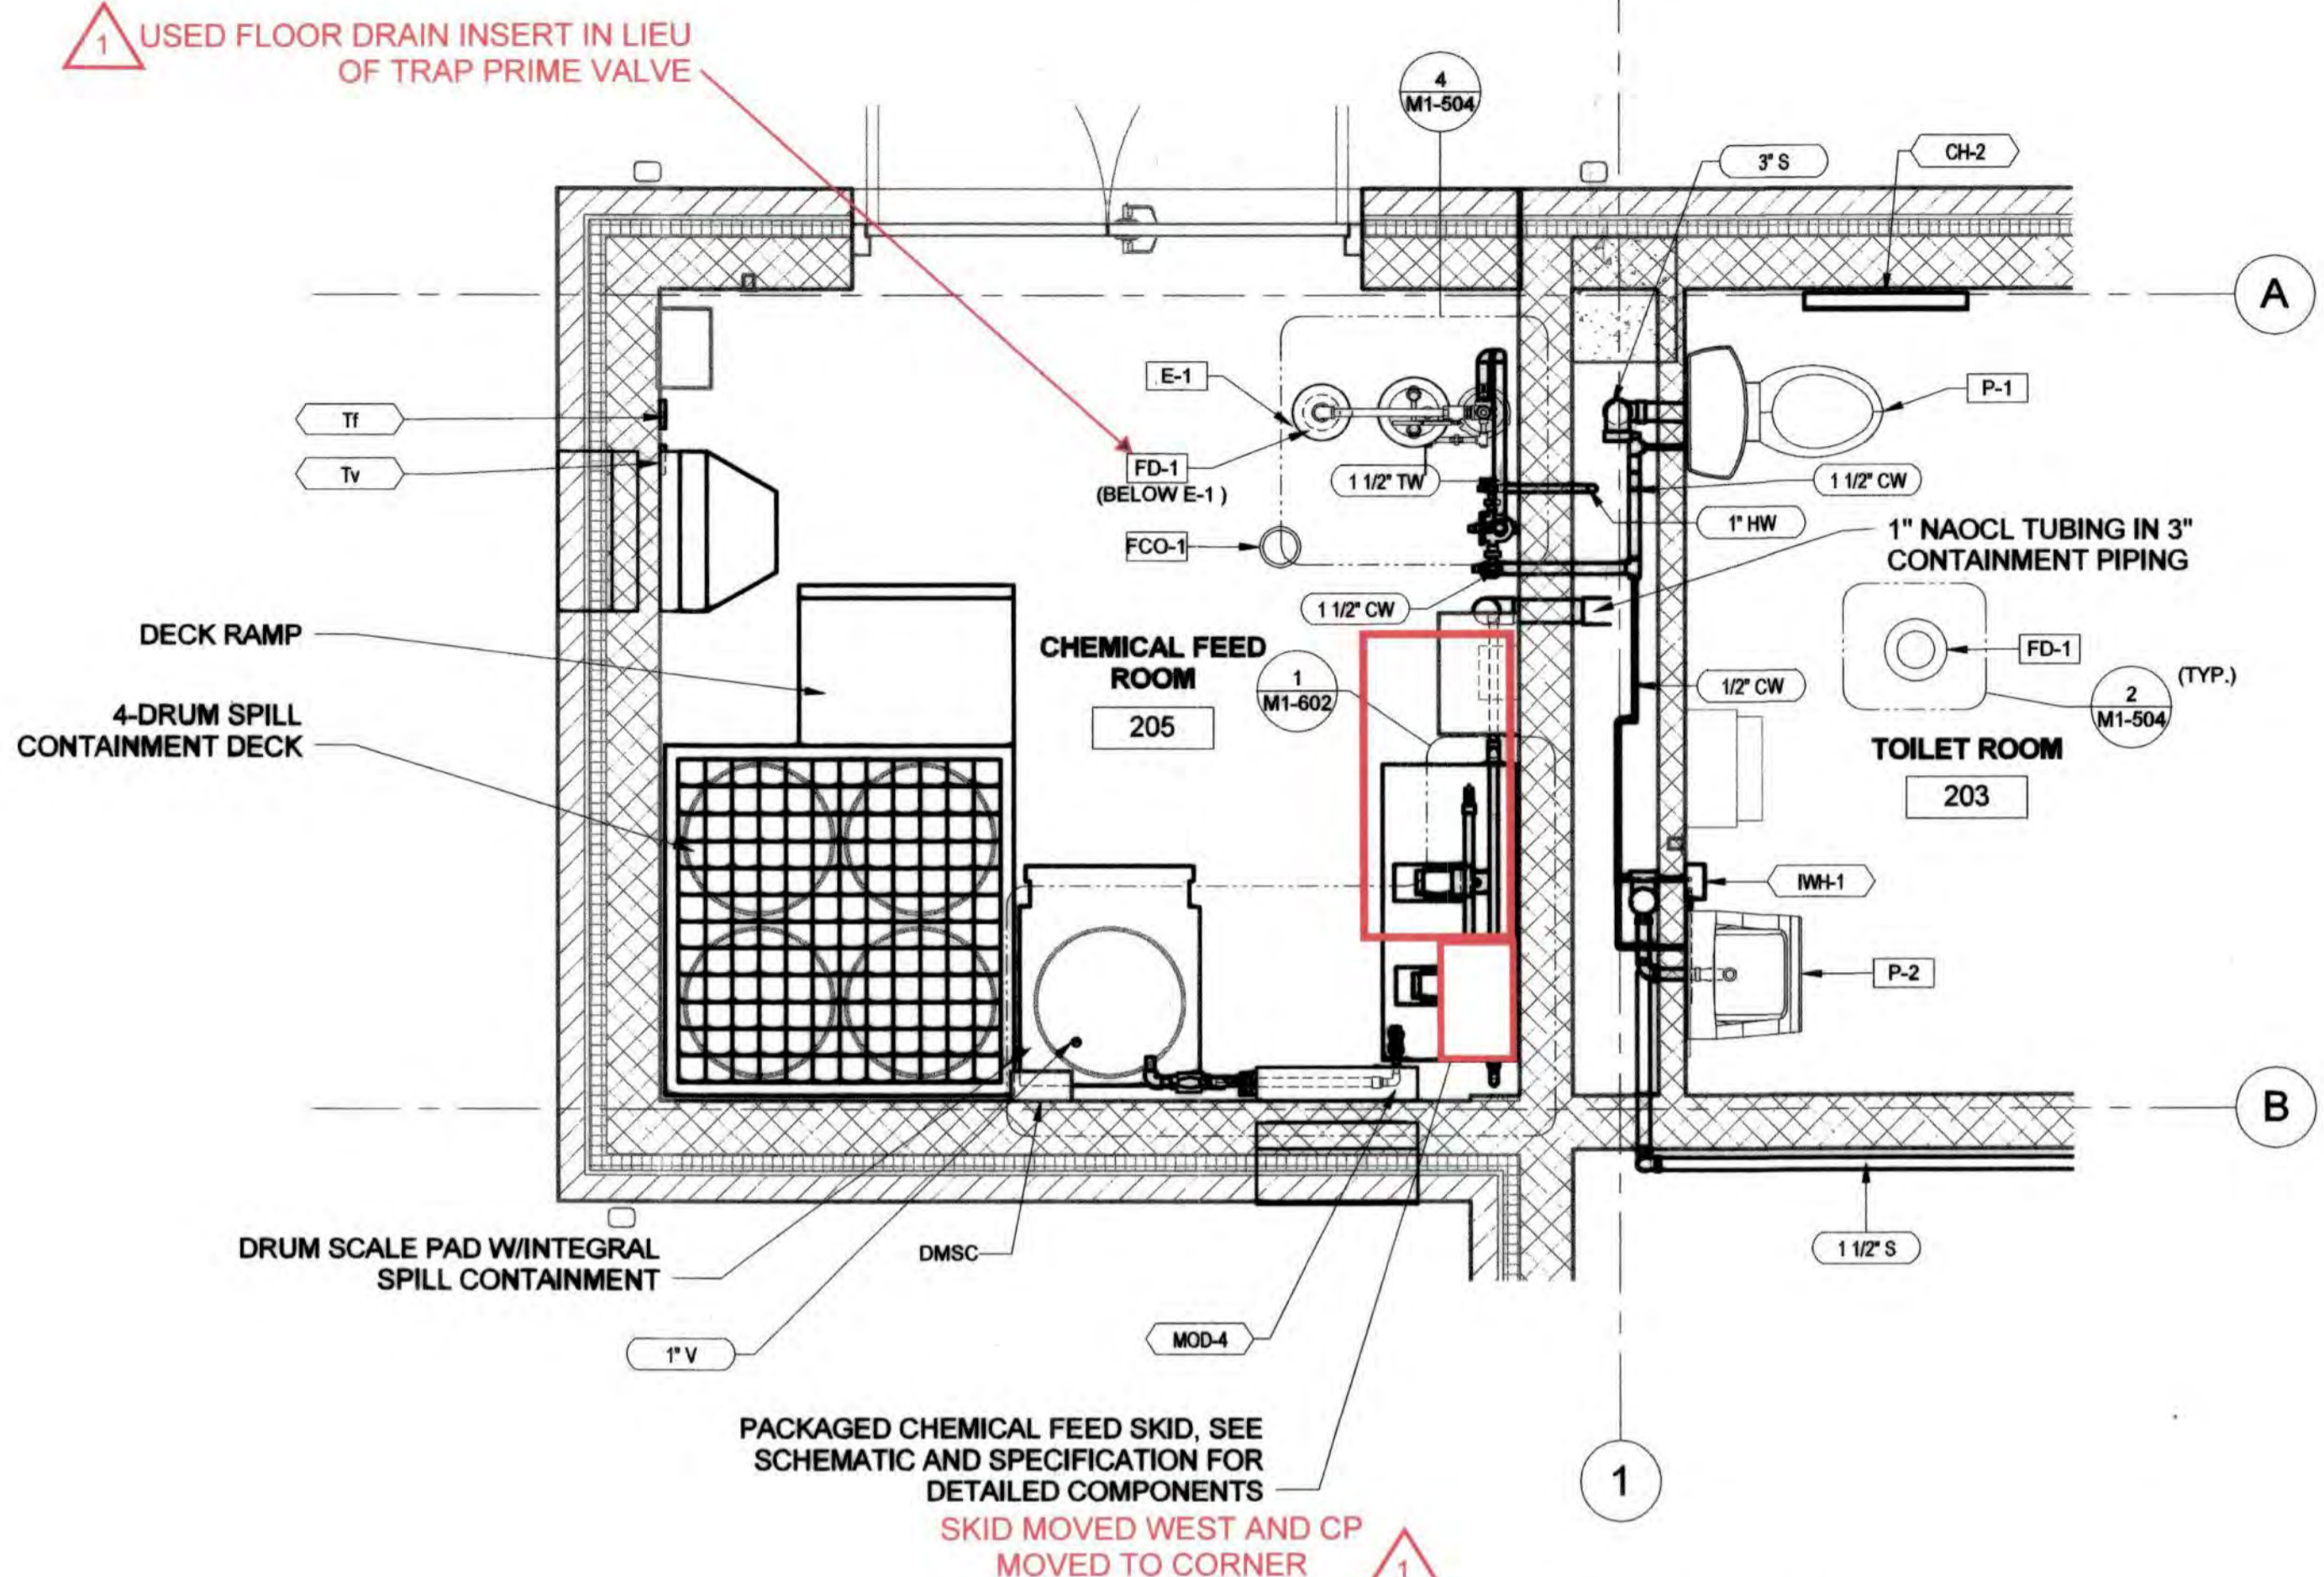 1 USED FLOOR DRAIN INSERT IN LIEU
OF TRAP PRIME VALVE
4
M1-504
3" S
CH-2
A
E-1
P-1
Tf
Tv
FD-1
(BELOW E-1 )
1 1/2" TW
1 1/2" CW
1" HW
FCO-1
1" NAOCL TUBING IN 3"
CONTAINMENT PIPING
1 1/2" CW
DECK RAMP
CHEMICAL FEED
ROOM
205
1
M1-602
FD-1
1/2" CW
2
M1-504
(TYP.)
4-DRUM SPILL
CONTAINMENT DECK
TOILET ROOM
203
IWH-1
P-2
B
DRUM SCALE PAD W/INTEGRAL
SPILL CONTAINMENT
DMSC
1 1/2" S
1" V
MOD-4
PACKAGED CHEMICAL FEED SKID, SEE
SCHEMATIC AND SPECIFICATION FOR
DETAILED COMPONENTS
1
SKID MOVED WEST AND CP
MOVED TO CORNER
1